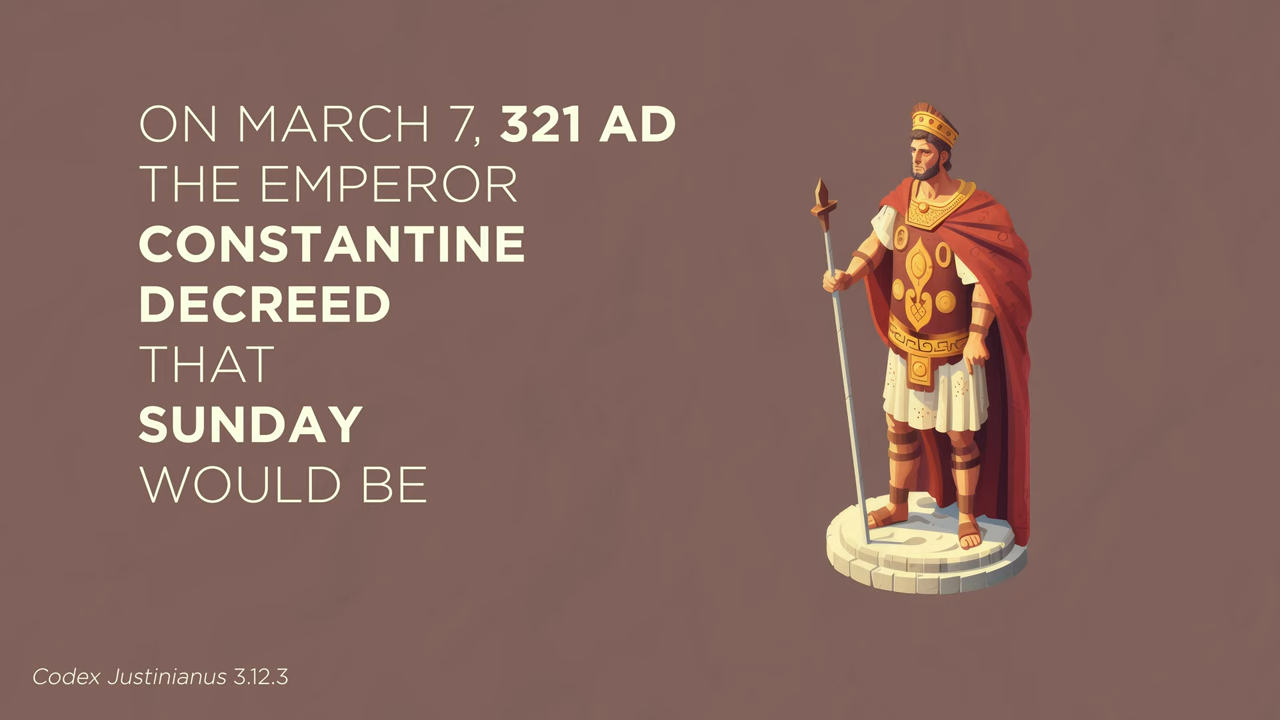 ON MARCH 7, 321 AD
THE EMPEROR
CONSTANTINE
DECREED
THAT
SUNDAY
WOULD BE
Codex Justinianus 3.12.3